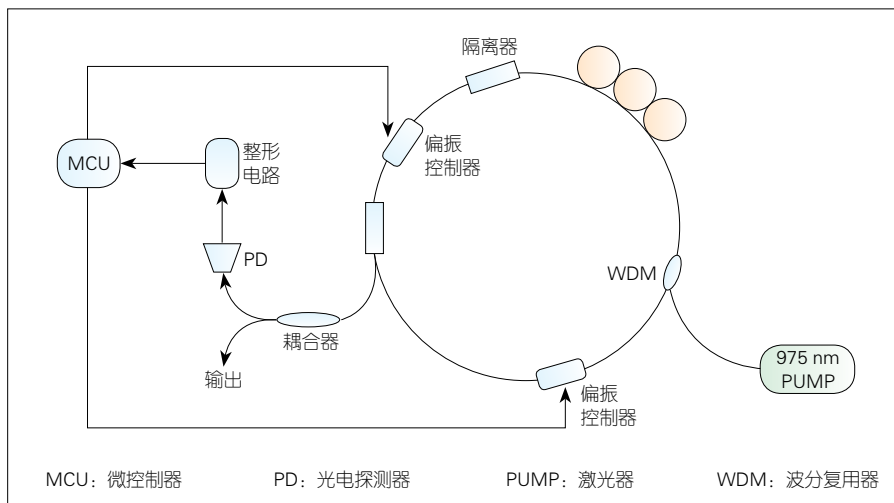 隔离器
偏振
控制器
MCU
整形
电路
PD
WDM
耦合器
输出
975 nm
PUMP
偏振
控制器
MCU：微控制器 PD：光电探测器 PUMP：激光器 WDM：波分复用器